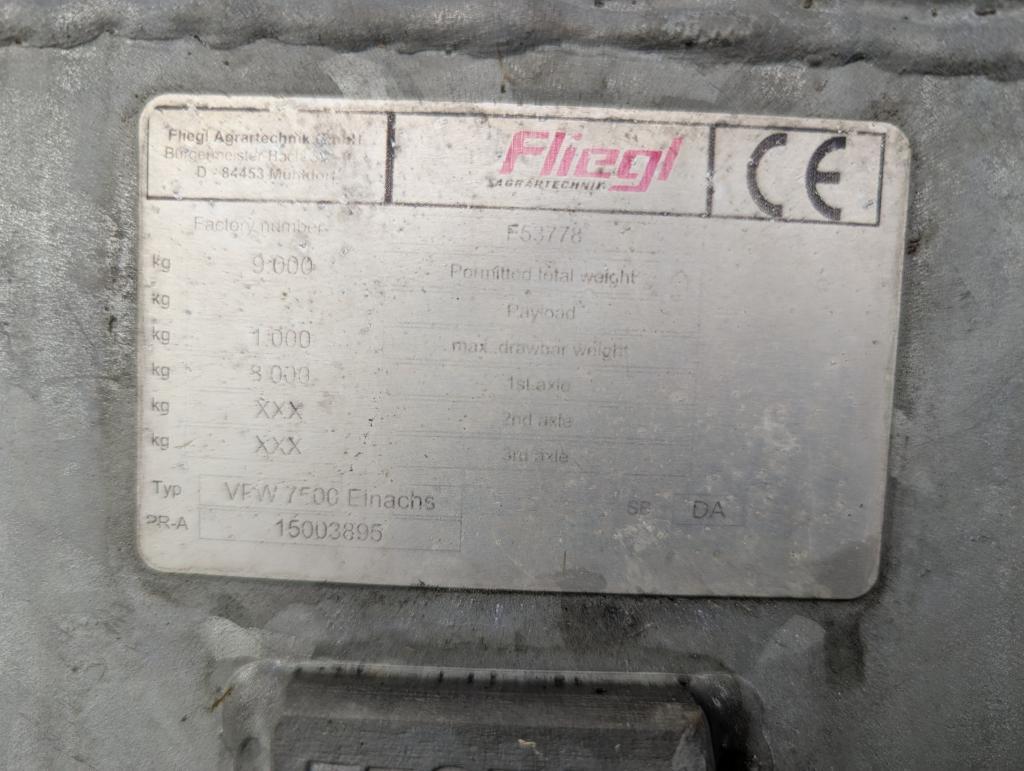 Fliegl Agrartechnik GmbH
Bürgermeister
D - 84453 Mühldorf
Fliegl
AGRARTECHNIK
CE
Factory number F53778
kg 9.000 Permitted total weight
kg Payload
kg 1.000 max. drawbar weight
kg 8.000 1st axle
kg XXX 2nd axle
kg XXX 3rd axle
Typ VFW 7500 Einachs DA
PR-A 15003895